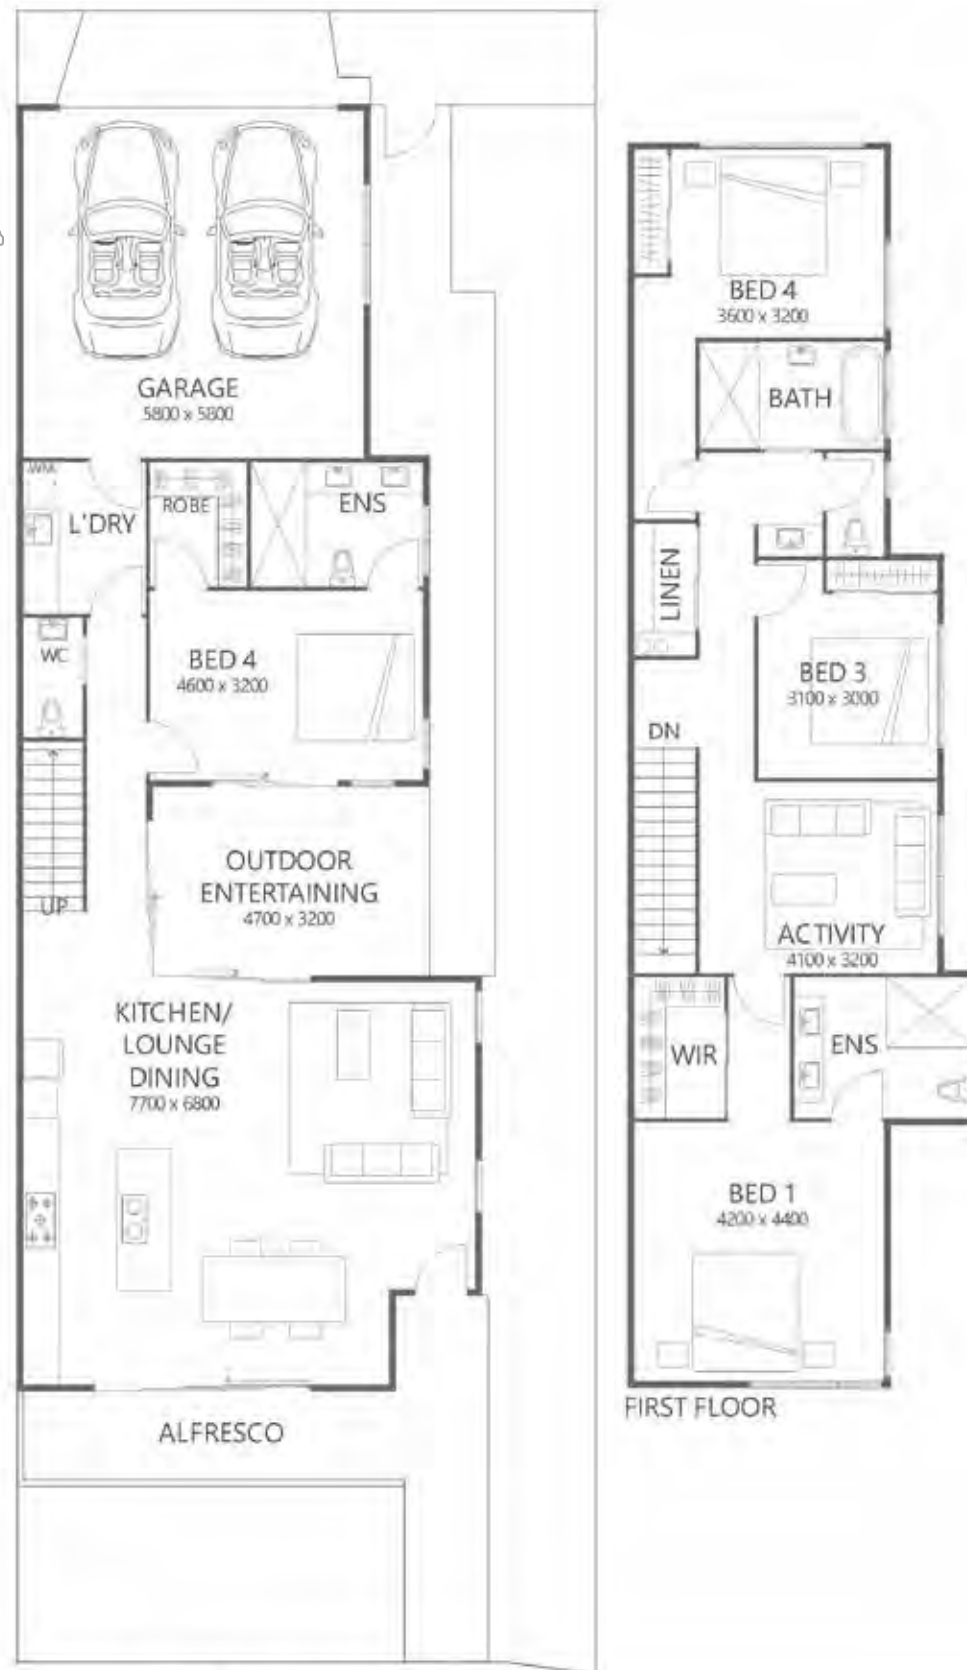 GARAGE
5800 x 5800
WM
L'DRY
ROBE
ENS
WC
BED 4
4600 x 3200
UP
OUTDOOR
ENTERTAINING
4700 x 3200
KITCHEN/
LOUNGE
DINING
7700 x 6800
ALFRESCO
BED 4
3600 x 3200
BATH
LINEN
BED 3
3100 x 3000
DN
ACTIVITY
4100 x 3200
WIR
ENS
BED 1
4200 x 4400
FIRST FLOOR